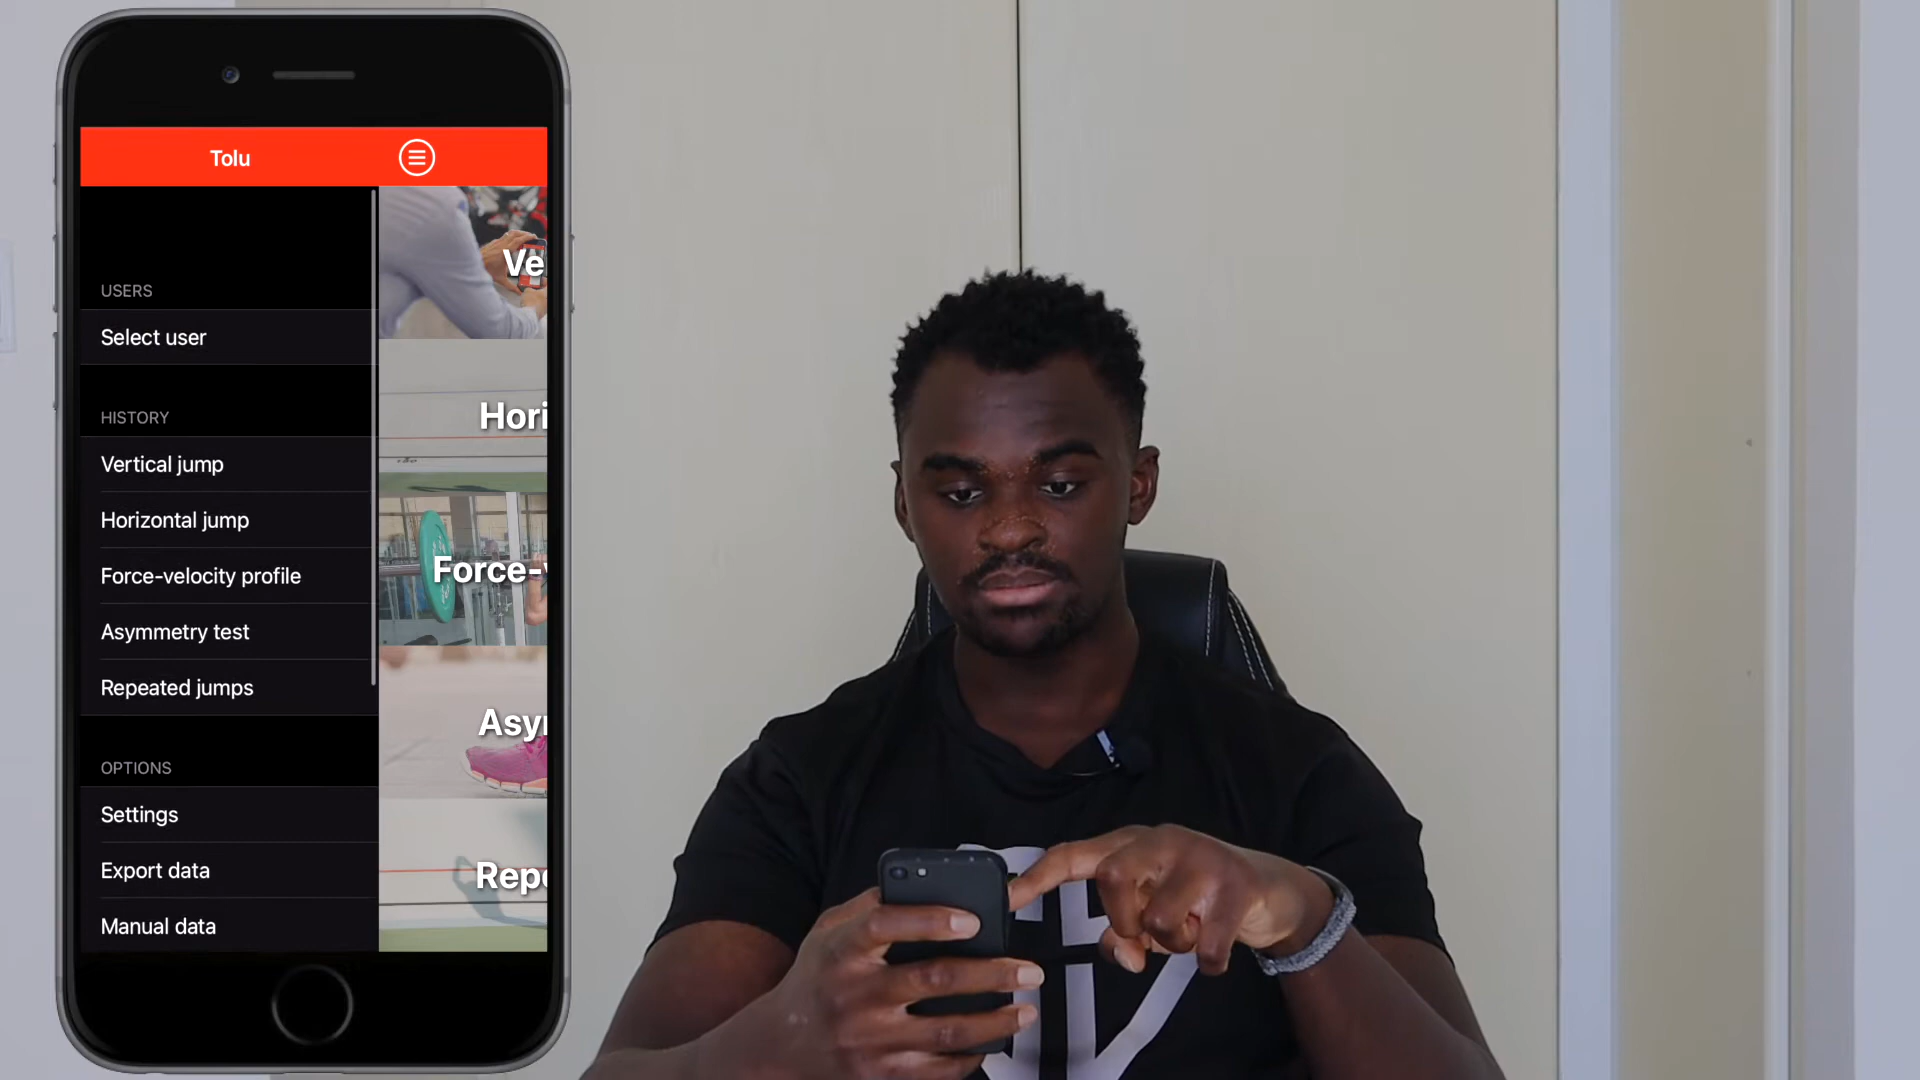 Tolu
USERS
Select user
HISTORY
Vertical jump
Horizontal jump
Force-velocity profile
Asymmetry test
Repeated jumps
OPTIONS
Settings
Export data
Manual data
Ve
Hori
Force-v
Asy
Repe